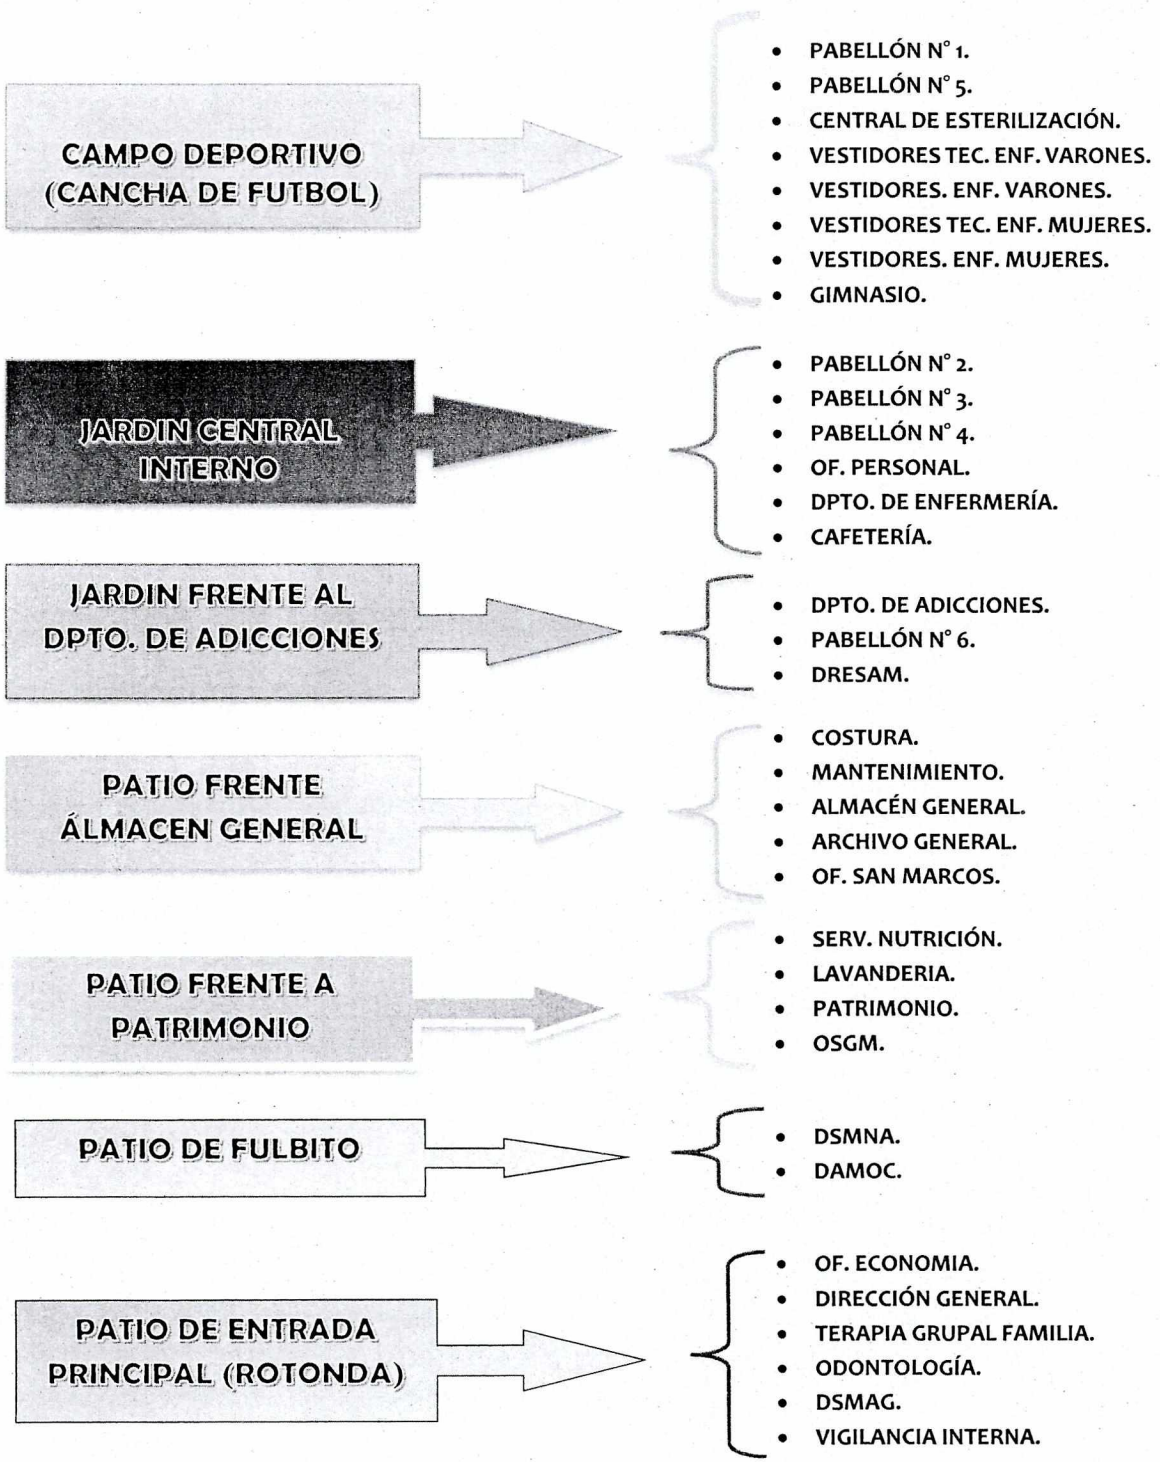 CAMPO DEPORTIVO
(CANCHA DE FUTBOL)
• PABELLÓN N° 1.
• PABELLÓN N° 5.
• CENTRAL DE ESTERILIZACIÓN.
• VESTIDORES TEC. ENF. VARONES.
• VESTIDORES. ENF. VARONES.
• VESTIDORES TEC. ENF. MUJERES.
• VESTIDORES. ENF. MUJERES.
• GIMNASIO.
JARDIN CENTRAL
INTERNO
• PABELLÓN N° 2.
• PABELLÓN N° 3.
• PABELLÓN N° 4.
• OF. PERSONAL.
• DPTO. DE ENFERMERÍA.
• CAFETERÍA.
JARDIN FRENTE AL
DPTO. DE ADICCIONES
• DPTO. DE ADICCIONES.
• PABELLÓN N° 6.
• DRESAM.
PATIO FRENTE
ÁLMACEN GENERAL
• COSTURA.
• MANTENIMIENTO.
• ALMACÉN GENERAL.
• ARCHIVO GENERAL.
• OF. SAN MARCOS.
PATIO FRENTE A
PATRIMONIO
• SERV. NUTRICIÓN.
• LAVANDERIA.
• PATRIMONIO.
• OSGM.
PATIO DE FULBITO
• DSMNA.
• DAMOC.
PATIO DE ENTRADA
PRINCIPAL (ROTONDA)
• OF. ECONOMIA.
• DIRECCIÓN GENERAL.
• TERAPIA GRUPAL FAMILIA.
• ODONTOLOGÍA.
• DSMAG.
• VIGILANCIA INTERNA.